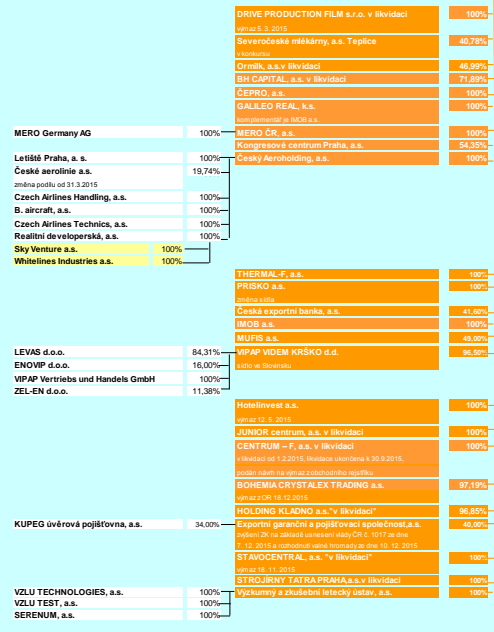 DRIVE PRODUCTION FILM s.r.o. v likvidaci 100%
výmaz 5. 3. 2015
Severočeské mlékárny, a.s. Teplice 40,78%
v konkursu
Ormilk, a.s.v likvidaci 46,99%
BH CAPITAL, a.s. v likvidaci 71,89%
ČEPRO, a.s. 100%
GALILEO REAL, k.s. 100%
komplementář je IMOB a.s.
MERO Germany AG 100% MERO ČR, a.s. 100%
Kongresové centrum Praha, a.s. 54,35%
Letiště Praha, a. s. 100% Český Aeroholding, a.s. 100%
České aerolinie a.s. 19,74%
změna podílu od 31.3.2015
Czech Airlines Handling, a.s. 100%
B. aircraft, a.s. 100%
Czech Airlines Technics, a.s. 100%
Realitní developerská, a.s. 100%
Sky Venture a.s. 100%
Whitelines Industries a.s. 100%
THERMAL-F, a.s. 100%
PRISKO a.s. 100%
změna sídla
Česká exportní banka, a.s. 41,60%
IMOB a.s. 100%
MUFIS a.s. 49,00%
LEVAS d.o.o. 84,31% VIPAP VIDEM KRŠKO d.d. 96,50%
ENOVIP d.o.o. 16,00% sídlo ve Slovinsku
VIPAP Vertriebs und Handels GmbH 100%
ZEL-EN d.o.o. 11,38%
Hotelinvest a.s. 100%
výmaz 12. 5. 2015
JUNIOR centrum, a.s. v likvidaci 100%
CENTRUM – F, a.s. v likvidaci 100%
v likvidaci od 1.2.2015, likvidace ukončena k 30.9.2015,
podán návrh na výmaz z obchodního rejstříku
BOHEMIA CRYSTALEX TRADING a.s. 97,19%
výmaz z OR 18.12.2015
HOLDING KLADNO a.s."v likvidaci" 96,85%
KUPEG úvěrová pojišťovna, a.s. 34,00% Exportní garanční a pojišťovací společnost,a.s. 40,00%
zvýšení ZK na základě usnesení vlády ČR č. 1017 ze dne
7. 12. 2015 a rozhodnutí valné hromady ze dne 10. 12. 2015
STAVOCENTRAL, a.s. "v likvidaci" 100%
výmaz 18. 11. 2015
STROJÍRNY TATRA PRAHA,a.s.v likvidaci 100%
VZLU TECHNOLOGIES, a.s. 100% Výzkumný a zkušební letecký ústav, a.s. 100%
VZLU TEST, a.s. 100%
SERENUM, a.s. 100%